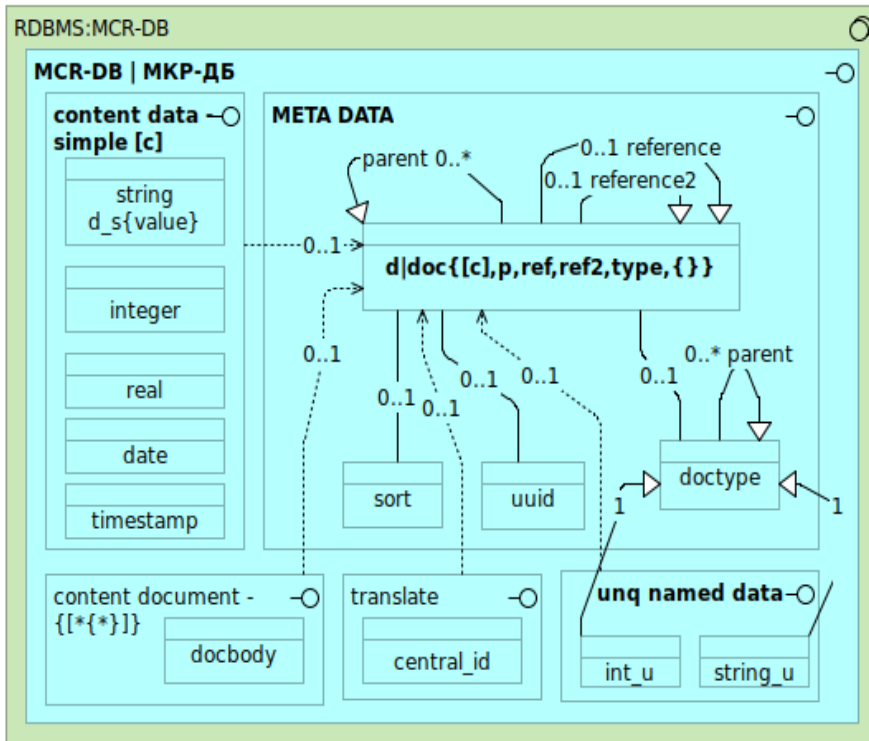 RDBMS:MCR-DB
MCR-DB | МКР-ДБ
content data -
simple [c]
string
d_s{value}
integer
real
date
timestamp
META DATA
parent 0..*
0..1 reference
0..1 reference2
0..1
d|doc{[c],p,ref,ref2,type,{}}
0..1
0..1
0..1
0..1
0..1
0..1
0..* parent
sort
uuid
doctype
1
1
content document -
{[*{*}]}
docbody
translate
central_id
unq named data
int_u
string_u